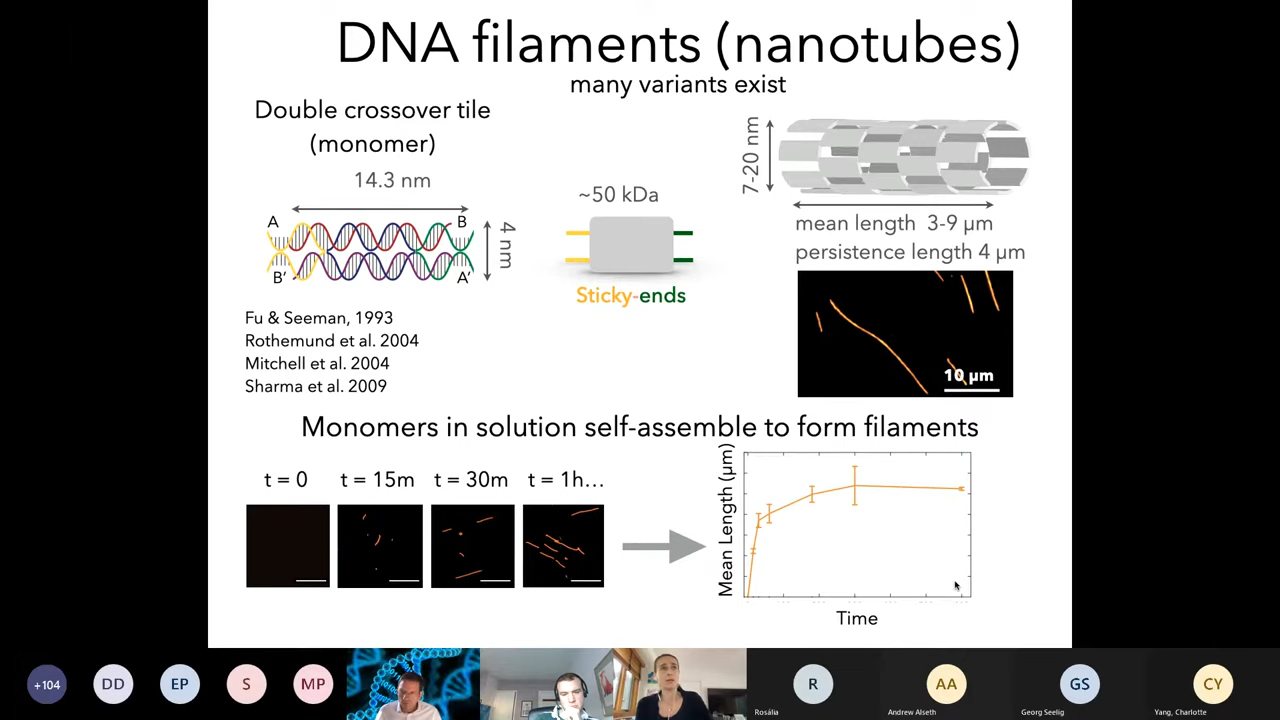 DNA filaments (nanotubes)
many variants exist
Double crossover tile
(monomer)
14.3 nm
A
B
B'
A'
4 nm
Fu & Seeman, 1993
Rothemund et al. 2004
Mitchell et al. 2004
Sharma et al. 2009
~50 kDa
Sticky-ends
7-20 nm
mean length 3-9 μm
persistence length 4 μm
10 μm
Monomers in solution self-assemble to form filaments
t = 0
t = 15m
t = 30m
t = 1h...
Mean Length (μm)
Time
+104
DD
EP
S
MP
R
Rosália
AA
Andrew Alseth
GS
Georg Seelig
CY
Yang, Charlotte